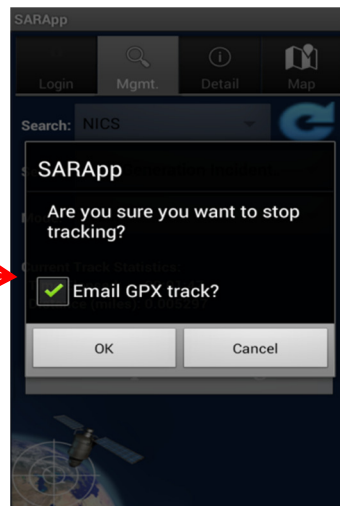 SARApp
Login Mgmt. Detail Map
Search: NICS
SARApp
Are you sure you want to stop
tracking?
Current Track Statistics:
Email GPX track?
OK Cancel